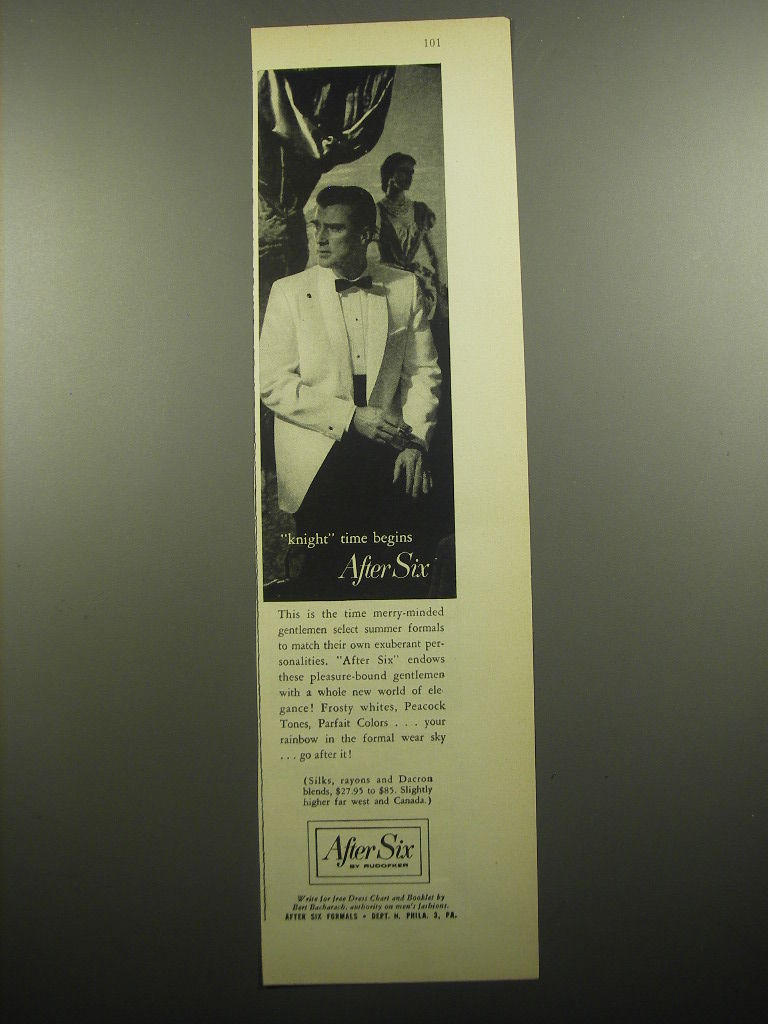 101
"knight" time begins
After Six
This is the time merry-minded
gentlemen select summer formals
to match their own exuberant per-
sonalities. "After Six" endows
these pleasure-bound gentlemen
with a whole new world of ele-
gance! Frosty whites, Peacock
Tones, Parfait Colors . . . your
rainbow in the formal wear sky
. . . go after it!
(Silks, rayons and Dacron
blends, $27.95 to $85. Slightly
higher far west and Canada.)
After Six
BY RUDOFKER
Write for free Dress Chart and Booklet by
Bert Bacharach, authority on men's fashions.
AFTER SIX FORMALS • DEPT. H, PHILA. 3, PA.